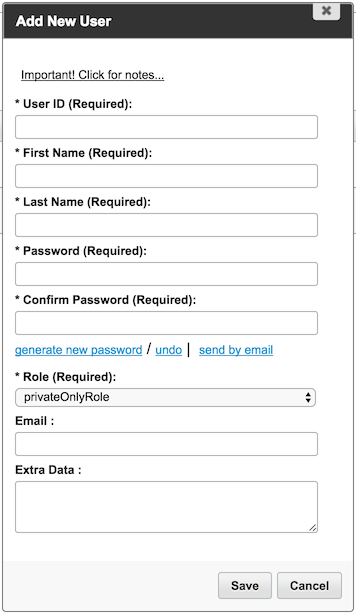 Add New User
Important! Click for notes...
* User ID (Required):
* First Name (Required):
* Last Name (Required):
* Password (Required):
* Confirm Password (Required):
generate new password / undo | send by email
* Role (Required):
privateOnlyRole
Email :
Extra Data :
Save Cancel